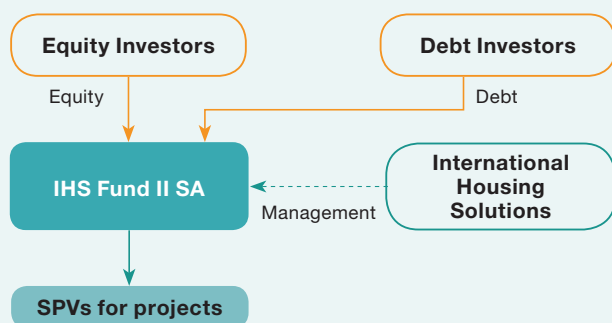 Equity Investors
Debt Investors
Equity
Debt
IHS Fund II SA
International
Housing
Solutions
Management
SPVs for projects